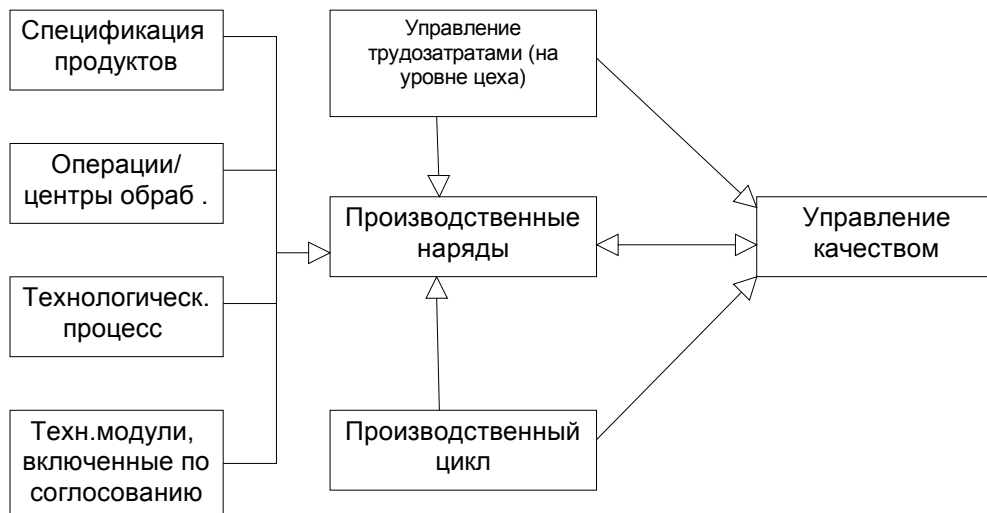 Спецификация
продуктов
Операции/
центры обраб .
Технологическ.
процесс
Техн.модули,
включенные по
соглосованию
Управление
трудозатратами (на
уровне цеха)
Производственные
наряды
Производственный
цикл
Управление
качеством